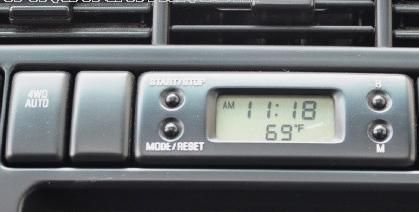 4WD
AUTO
START/STOP
AM 11:18
69°F
MODE/RESET
H
M